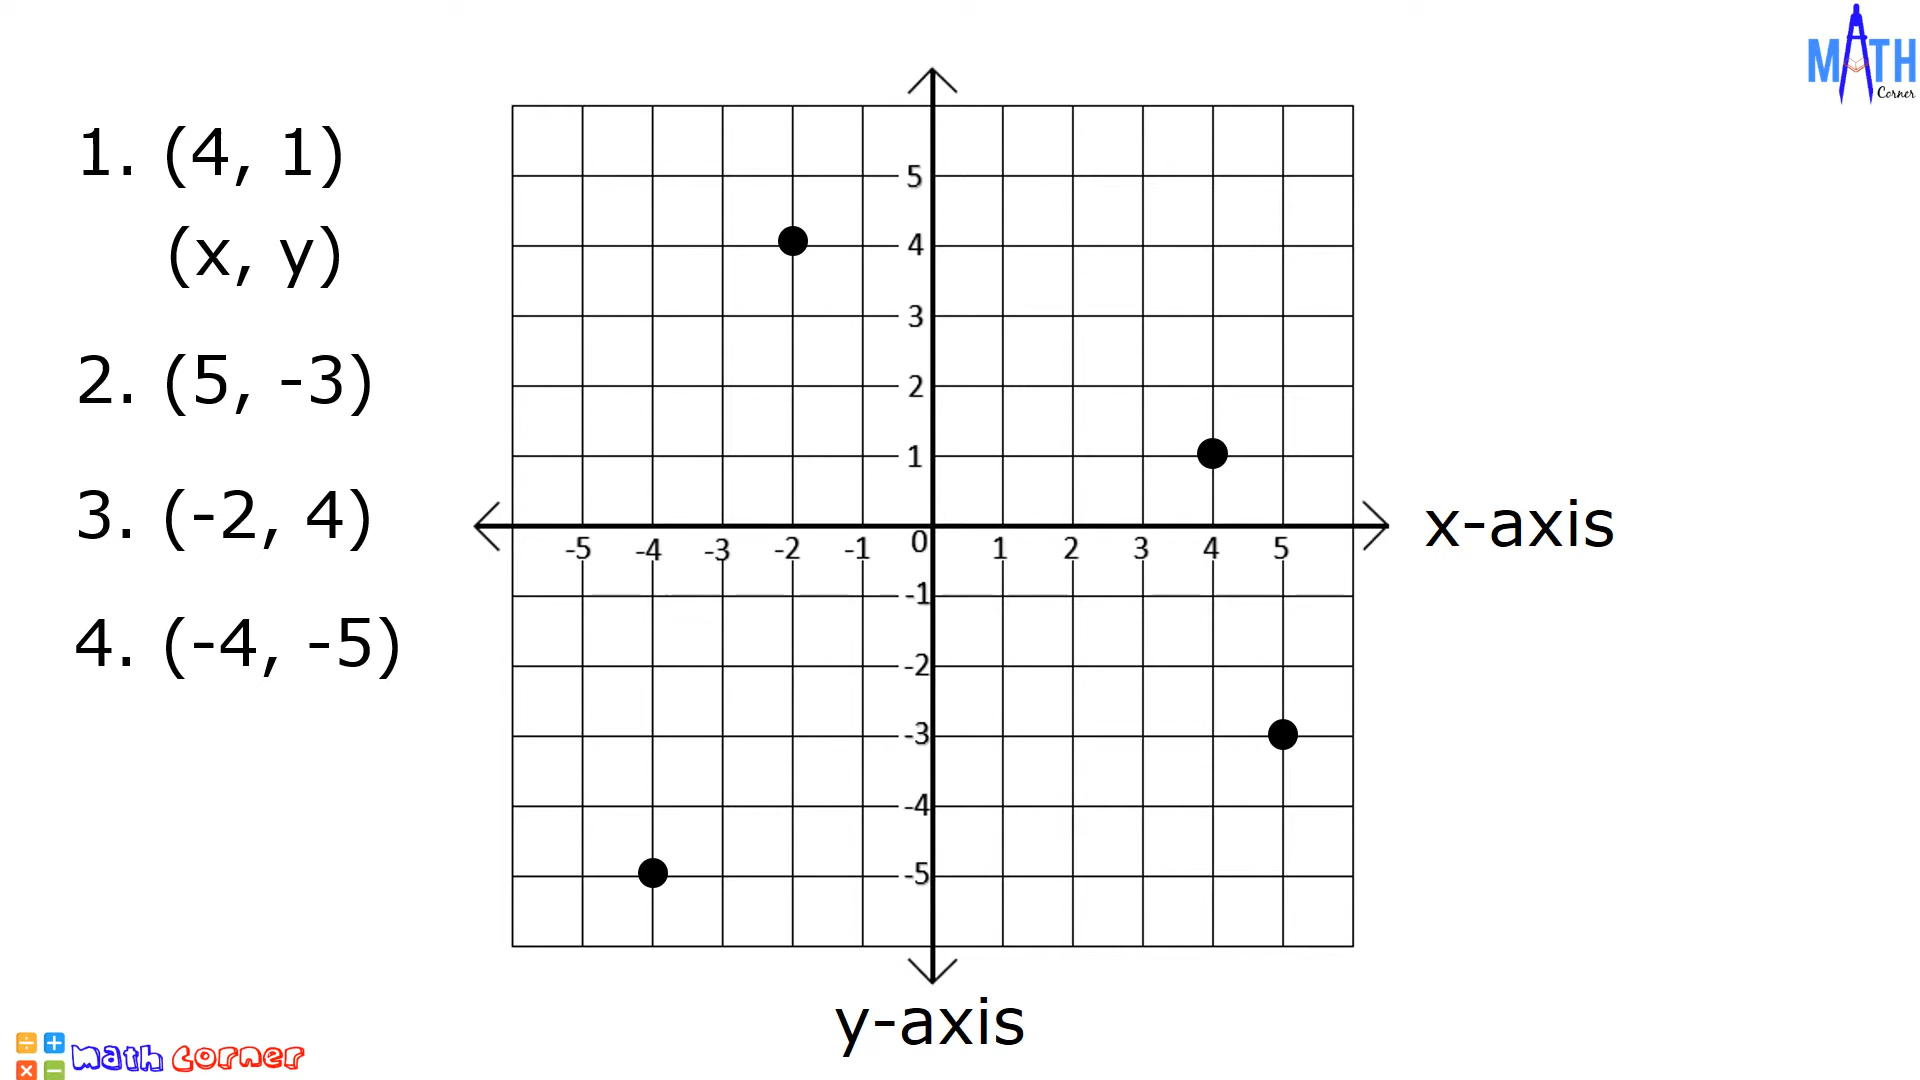 MATH
Corner
1. (4, 1)
(x, y)
2. (5, -3)
3. (-2, 4)
4. (-4, -5)
5
4
3
2
1
0
-5 -4 -3 -2 -1 1 2 3 4 5
-1
-2
-3
-4
-5
x-axis
y-axis
÷ +
× −
Math Corner